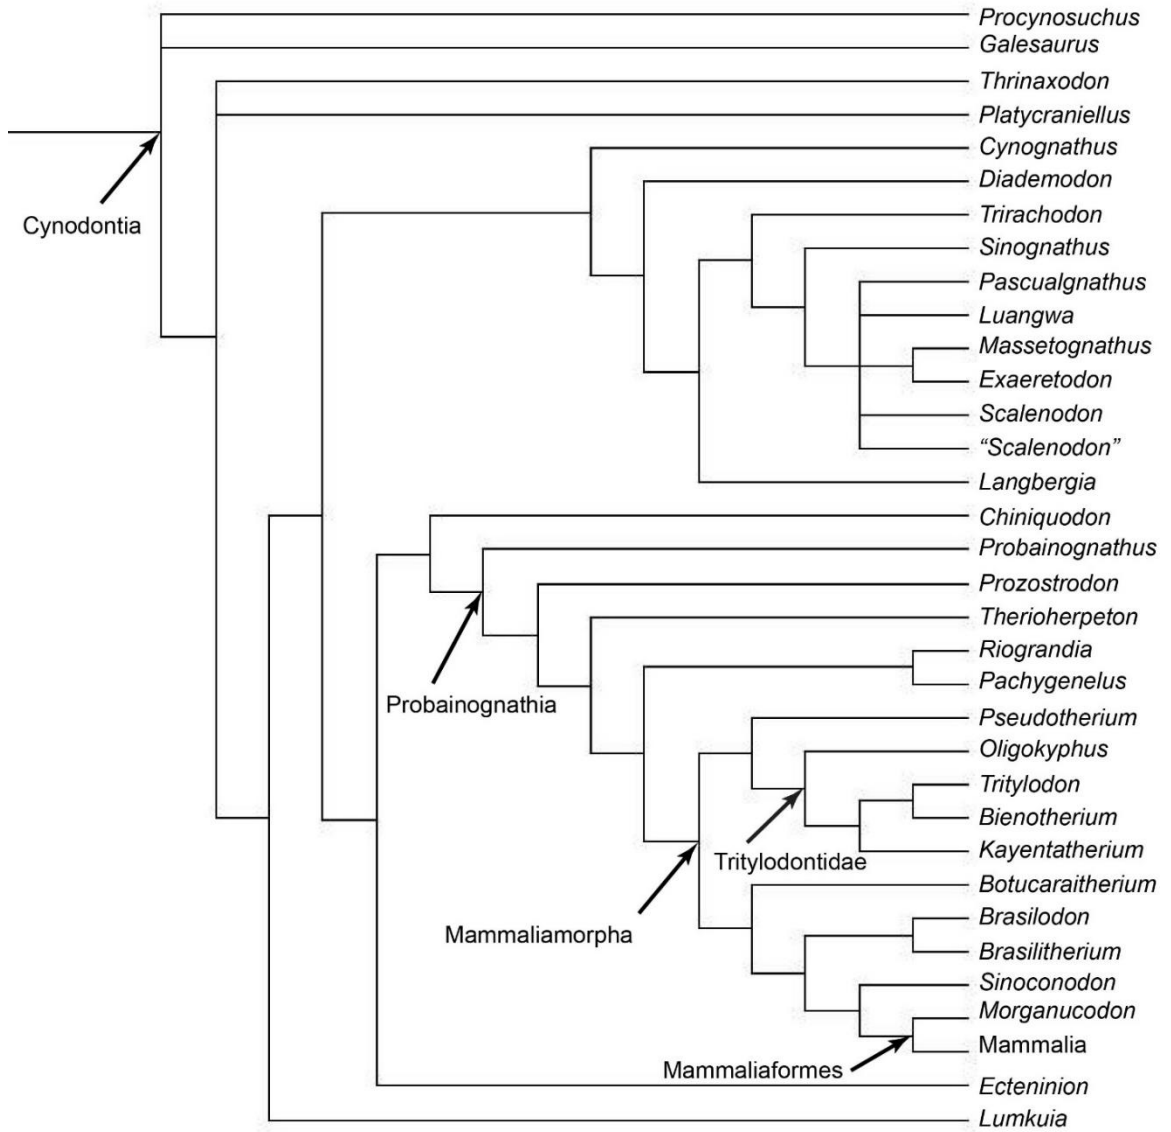 Procynosuchus
Galesaurus
Thrinaxodon
Platycraniellus
Cynognathus
Cynodontia
Diademodon
Trirachodon
Sinognathus
Pascualgnathus
Luangwa
Massetognathus
Exaeretodon
Scalenodon
“Scalenodon”
Langbergia
Chiniquodon
Probainognathus
Prozostrodon
Therioherpeton
Riograndia
Pachygenelus
Probainognathia
Pseudotherium
Oligokyphus
Tritylodon
Bienotherium
Kayentatherium
Tritylodontidae
Botucaraitherium
Brasilodon
Mammaliamorpha
Brasilitherium
Sinoconodon
Morganucodon
Mammalia
Mammaliaformes
Ecteninion
Lumkuia